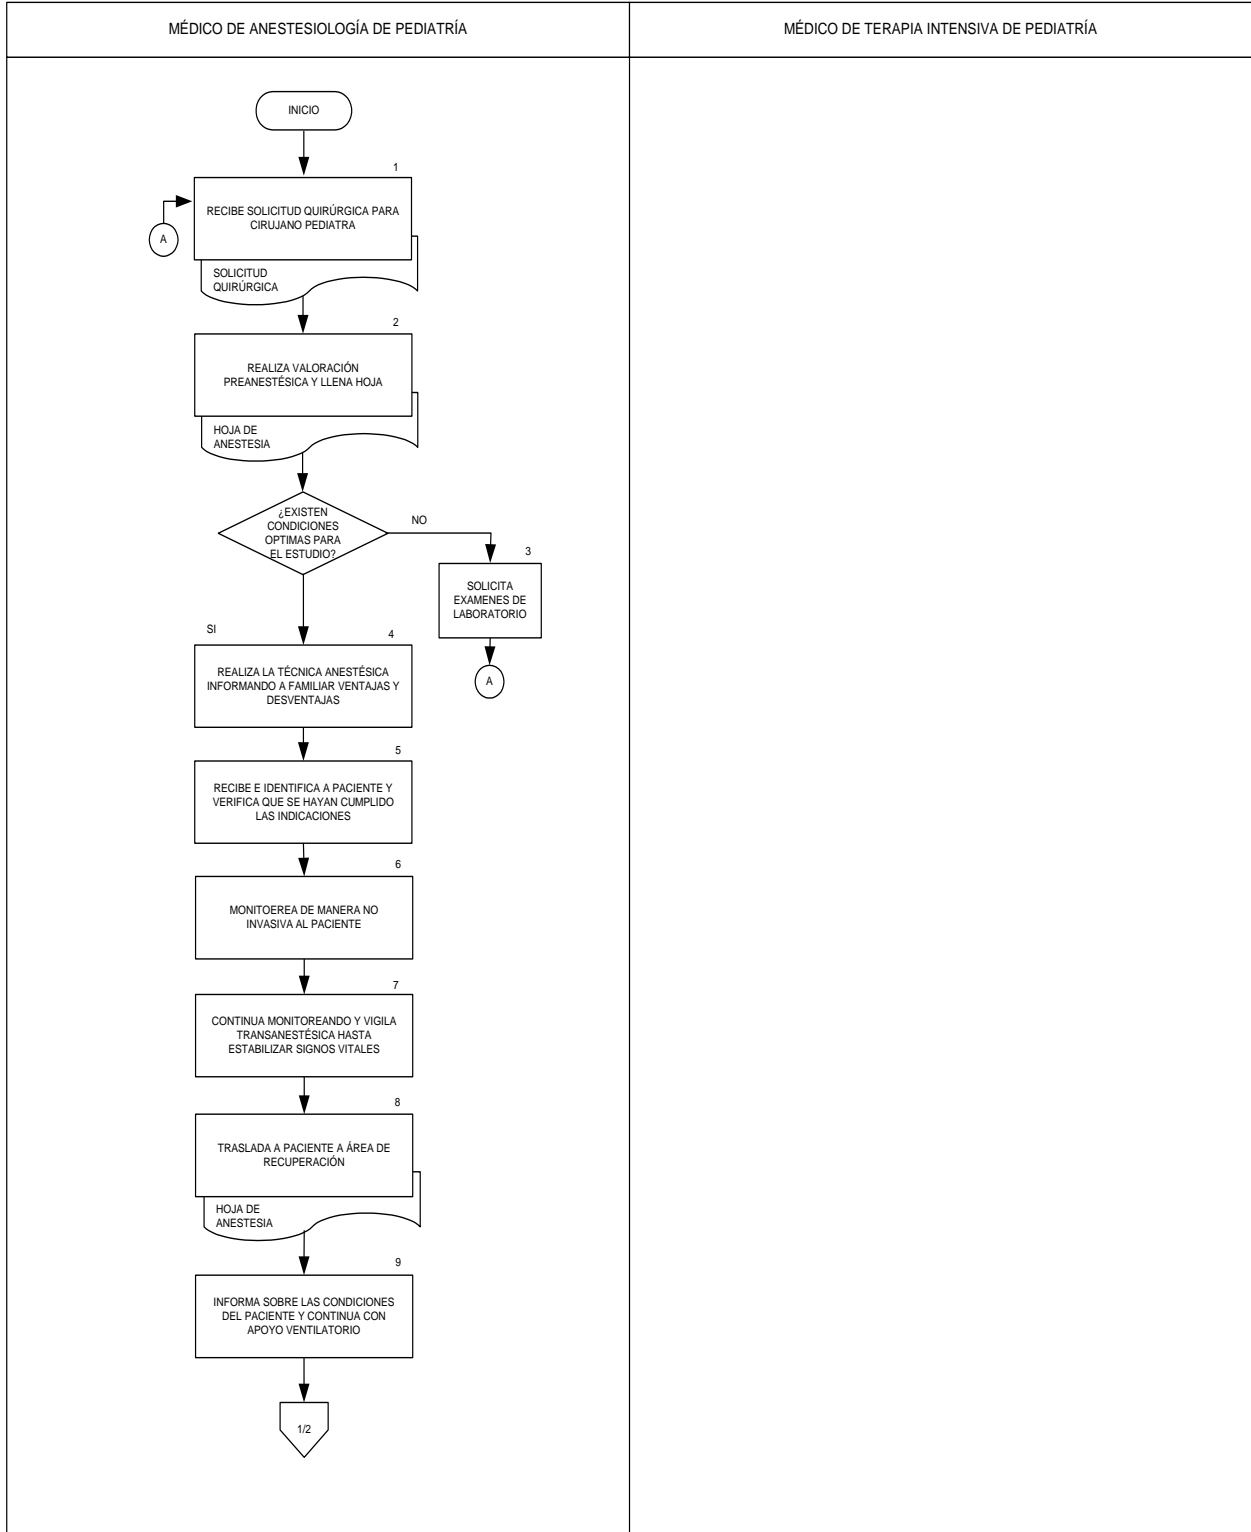 MÉDICO DE ANESTESIOLOGÍA DE PEDIATRÍA
MÉDICO DE TERAPIA INTENSIVA DE PEDIATRÍA
INICIO
1
RECIBE SOLICITUD QUIRÚRGICA PARA
CIRUJANO PEDIATRA
A
SOLICITUD
QUIRÚRGICA
2
REALIZA VALORACIÓN
PREANESTÉSICA Y LLENA HOJA
HOJA DE
ANESTESIA
¿EXISTEN
CONDICIONES
OPTIMAS PARA
EL ESTUDIO?
NO
3
SOLICITA
EXAMENES DE
LABORATORIO
A
SI
4
REALIZA LA TÉCNICA ANESTÉSICA
INFORMANDO A FAMILIAR VENTAJAS Y
DESVENTAJAS
5
RECIBE E IDENTIFICA A PACIENTE Y
VERIFICA QUE SE HAYAN CUMPLIDO
LAS INDICACIONES
6
MONITOEREA DE MANERA NO
INVASIVA AL PACIENTE
7
CONTINUA MONITOREANDO Y VIGILA
TRANSANESTÉSICA HASTA
ESTABILIZAR SIGNOS VITALES
8
TRASLADA A PACIENTE A ÁREA DE
RECUPERACIÓN
HOJA DE
ANESTESIA
9
INFORMA SOBRE LAS CONDICIONES
DEL PACIENTE Y CONTINUA CON
APOYO VENTILATORIO
1/2